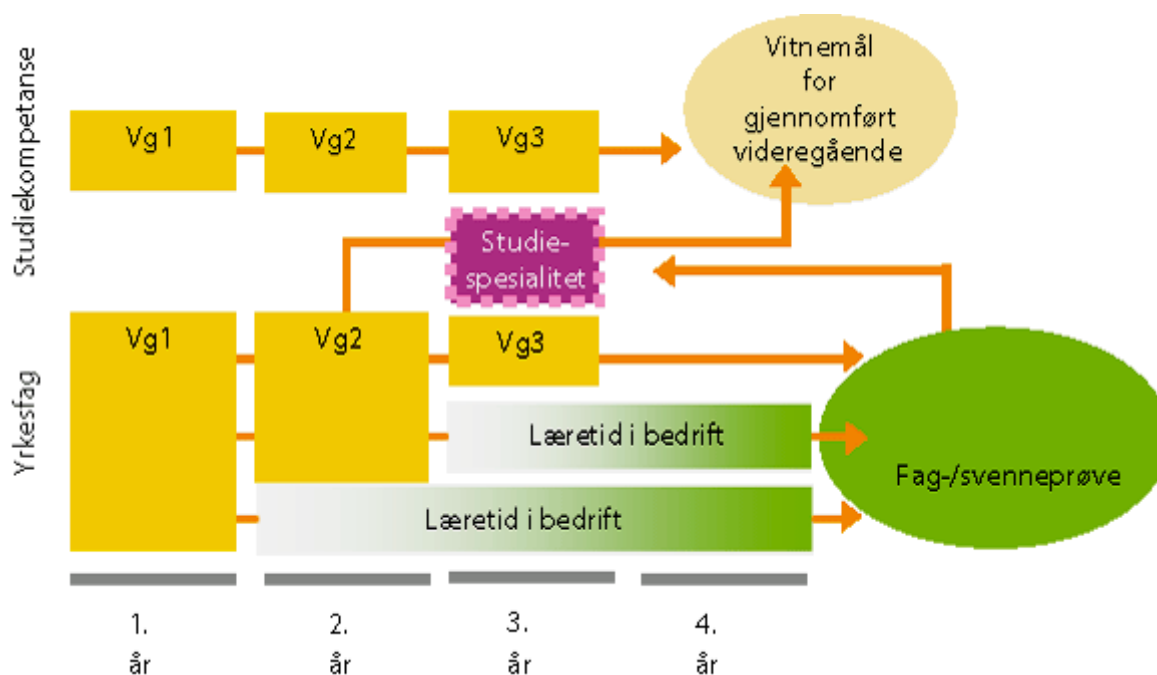 Studiekompetanse
Vg1
Vg2
Vg3
Vitnemål
for
gjennomført
videregående
Studie-
spesialitet
Yrkesfag
Vg1
Vg2
Vg3
Læretid i bedrift
Læretid i bedrift
Fag-/svenneprøve
1.
år
2.
år
3.
år
4.
år